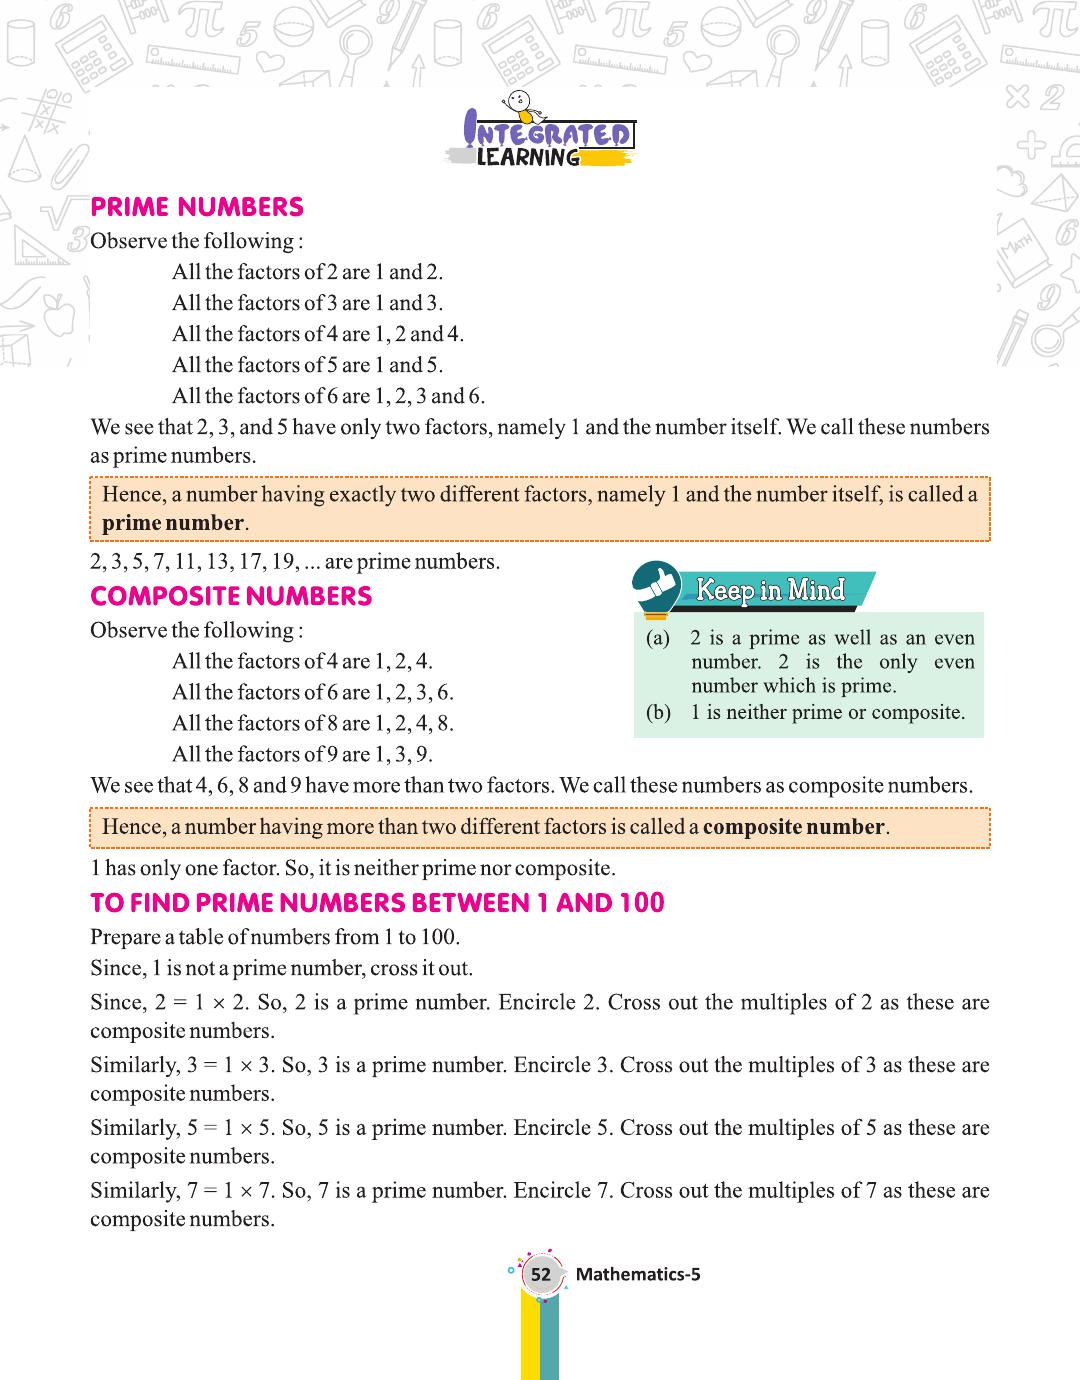 INTEGRATED
LEARNING
PRIME NUMBERS
Observe the following :
All the factors of 2 are 1 and 2.
All the factors of 3 are 1 and 3.
All the factors of 4 are 1, 2 and 4.
All the factors of 5 are 1 and 5.
All the factors of 6 are 1, 2, 3 and 6.
We see that 2, 3, and 5 have only two factors, namely 1 and the number itself. We call these numbers
as prime numbers.
Hence, a number having exactly two different factors, namely 1 and the number itself, is called a
prime number.
2, 3, 5, 7, 11, 13, 17, 19, ... are prime numbers.
COMPOSITE NUMBERS
Observe the following :
All the factors of 4 are 1, 2, 4.
All the factors of 6 are 1, 2, 3, 6.
All the factors of 8 are 1, 2, 4, 8.
All the factors of 9 are 1, 3, 9.
Keep in Mind
(a) 2 is a prime as well as an even
number. 2 is the only even
number which is prime.
(b) 1 is neither prime or composite.
We see that 4, 6, 8 and 9 have more than two factors. We call these numbers as composite numbers.
Hence, a number having more than two different factors is called a composite number.
1 has only one factor. So, it is neither prime nor composite.
TO FIND PRIME NUMBERS BETWEEN 1 AND 100
Prepare a table of numbers from 1 to 100.
Since, 1 is not a prime number, cross it out.
Since, 2 = 1 × 2. So, 2 is a prime number. Encircle 2. Cross out the multiples of 2 as these are
composite numbers.
Similarly, 3 = 1 × 3. So, 3 is a prime number. Encircle 3. Cross out the multiples of 3 as these are
composite numbers.
Similarly, 5 = 1 × 5. So, 5 is a prime number. Encircle 5. Cross out the multiples of 5 as these are
composite numbers.
Similarly, 7 = 1 × 7. So, 7 is a prime number. Encircle 7. Cross out the multiples of 7 as these are
composite numbers.
52 Mathematics-5